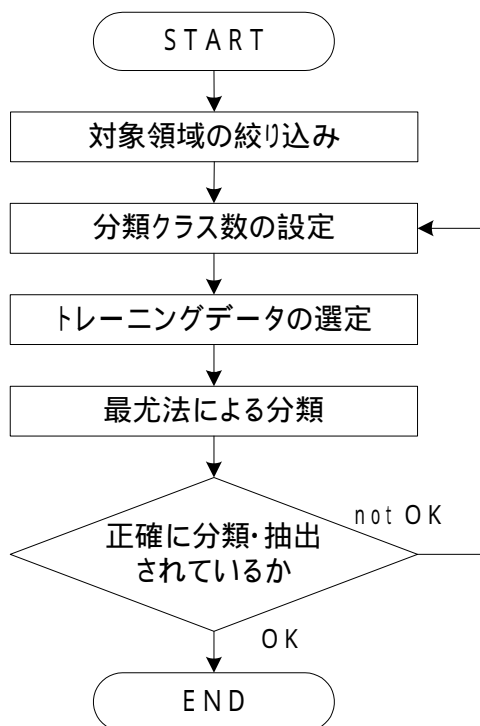 START
対象領域の絞り込み
分類クラス数の設定
トレーニングデータの選定
最尤法による分類
正確に分類・抽出
されているか
not OK
OK
END